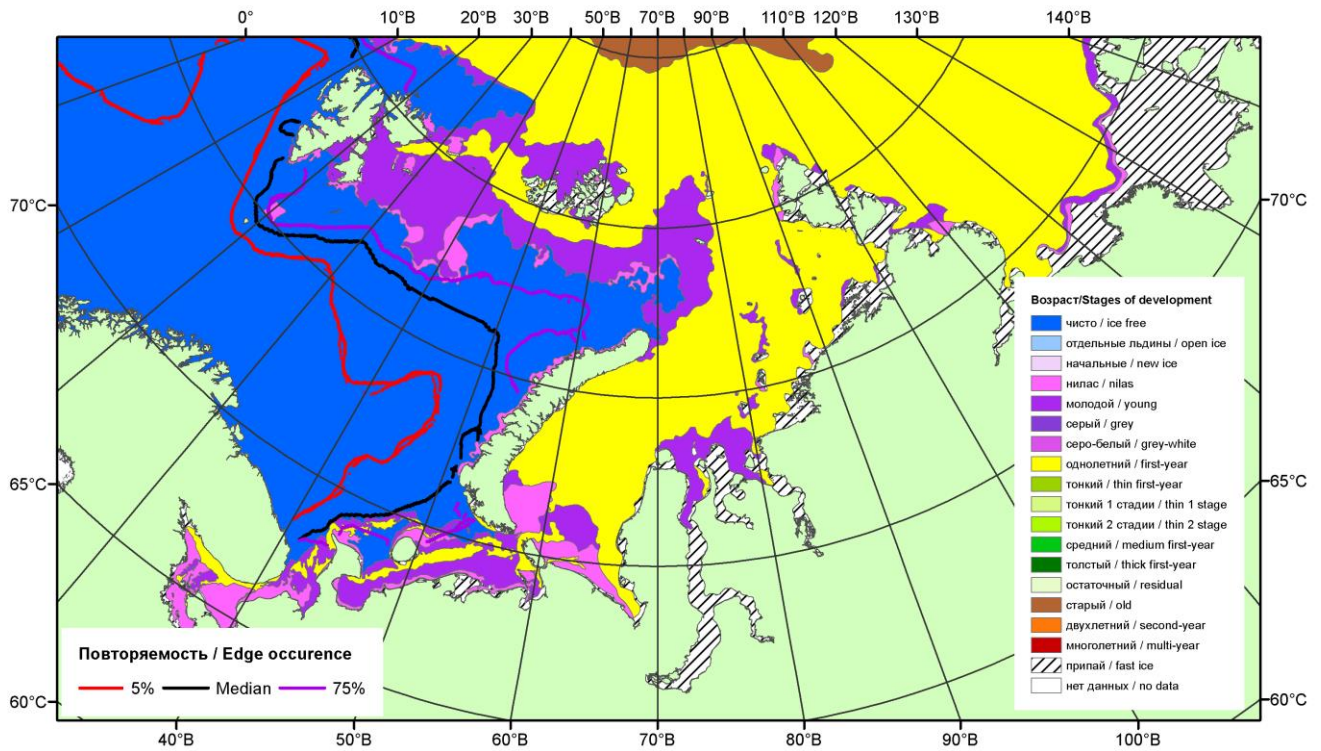 0° 10°В 20°В 30°В 50°В 70°В 90°В 110°В 120°В 130°В 140°В
70°С
70°С
65°С
65°С
60°С
60°С
Возраст/Stages of development
чисто / ice free
отдельные льдины / open ice
начальные / new ice
нилас / nilas
молодой / young
серый / grey
серо-белый / grey-white
однолетний / first-year
тонкий / thin first-year
тонкий 1 стадии / thin 1 stage
тонкий 2 стадии / thin 2 stage
средний / medium first-year
толстый / thick first-year
остаточный / residual
старый / old
двухлетний / second-year
многолетний / multi-year
припай / fast ice
нет данных / no data
Повторяемость / Edge occurence
5% Median 75%
40°В 50°В 60°В 70°В 80°В 90°В 100°В